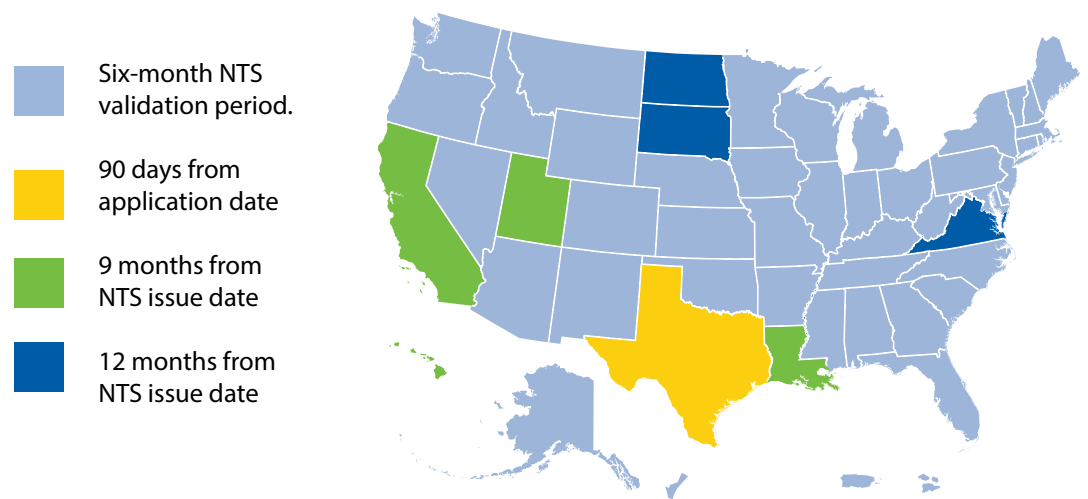 Six-month NTS
validation period.
90 days from
application date
9 months from
NTS issue date
12 months from
NTS issue date